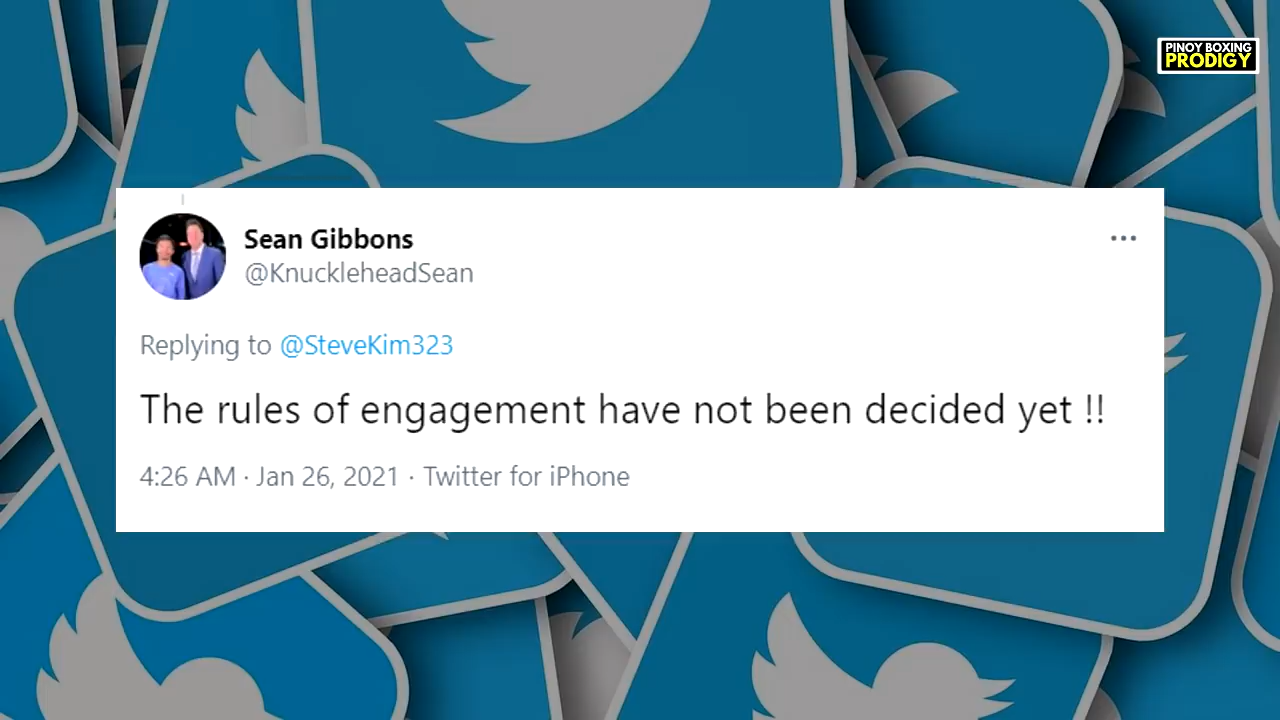 PINOY BOXING
PRODIGY
Sean Gibbons
@KnuckleheadSean
Replying to @SteveKim323
The rules of engagement have not been decided yet !!
4:26 AM · Jan 26, 2021 · Twitter for iPhone